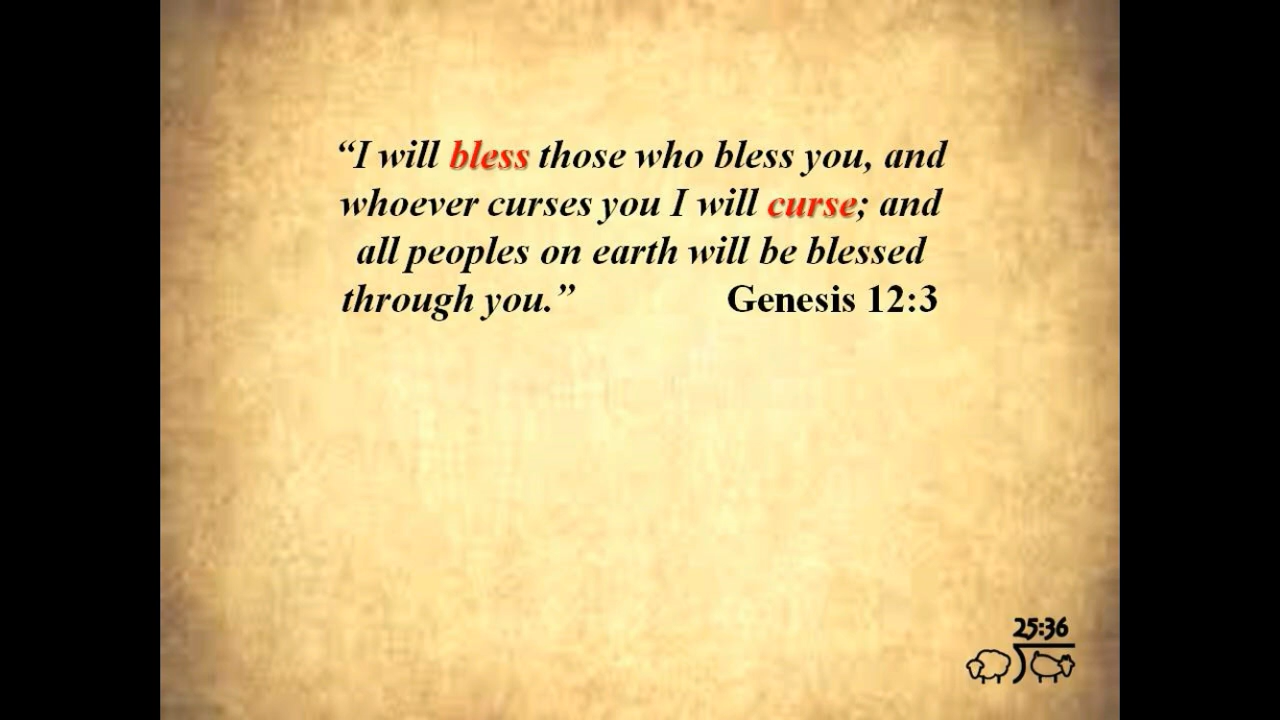 “I will bless those who bless you, and
whoever curses you I will curse; and
all peoples on earth will be blessed
through you.” Genesis 12:3
25:36